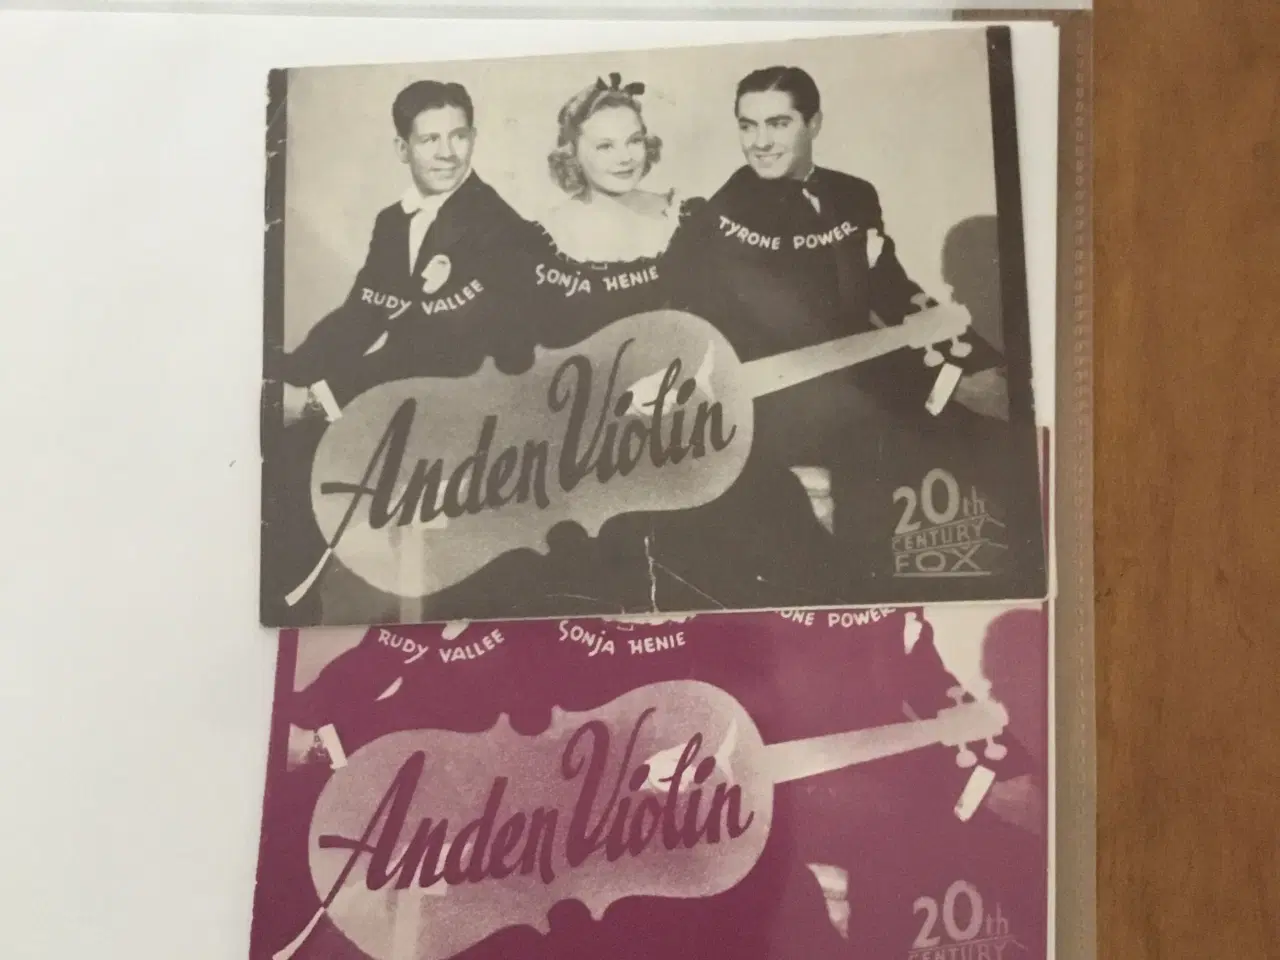 RUDY VALLEE
SONJA HENIE
TYRONE POWER
Anden Violin
20th
CENTURY
FOX
RUDY VALLEE
SONJA HENIE
ONE POWER
Anden Violin
20th
CENTURY